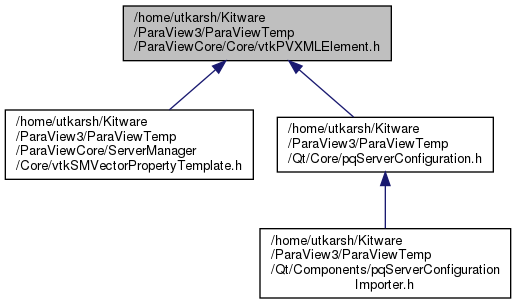 /home/utkarsh/Kitware
/ParaView3/ParaViewTemp
/ParaViewCore/Core/vtkPVXMLElement.h
/home/utkarsh/Kitware
/ParaView3/ParaViewTemp
/ParaViewCore/ServerManager
/Core/vtkSMVectorPropertyTemplate.h
/home/utkarsh/Kitware
/ParaView3/ParaViewTemp
/Qt/Core/pqServerConfiguration.h
/home/utkarsh/Kitware
/ParaView3/ParaViewTemp
/Qt/Components/pqServerConfiguration
Importer.h